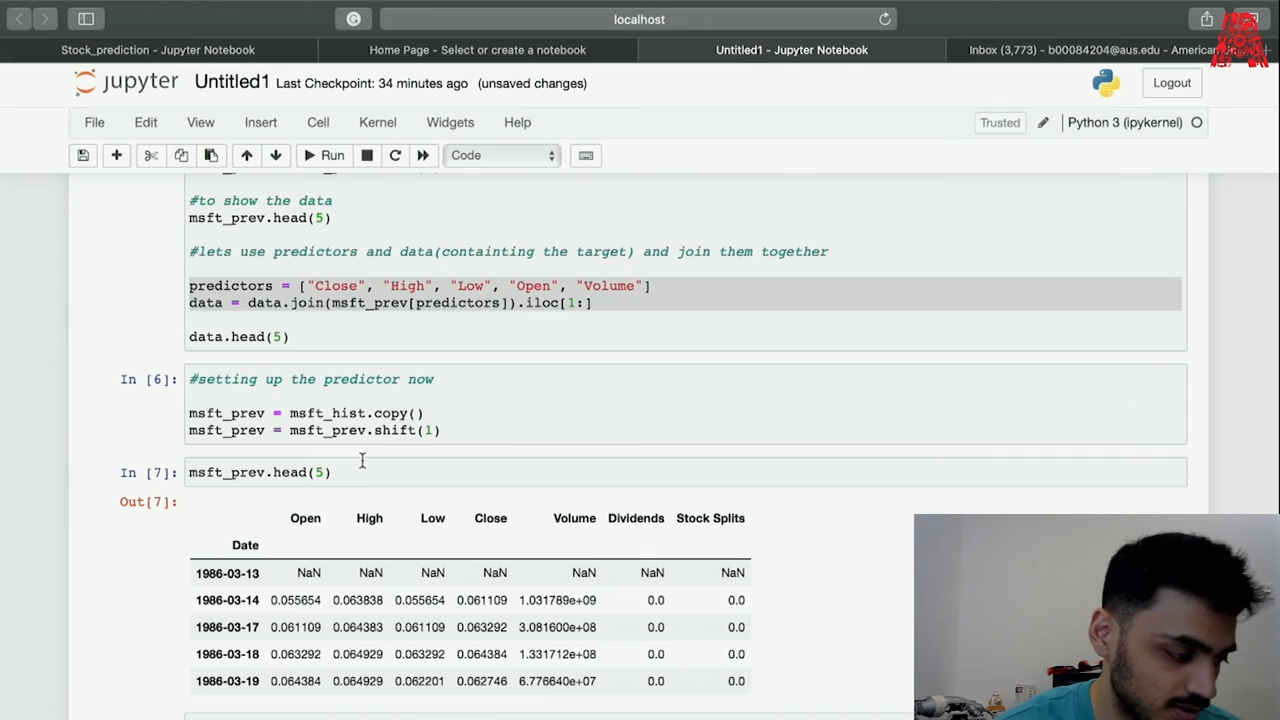 localhost
Stock_prediction - Jupyter Notebook
Home Page - Select or create a notebook
Untitled1 - Jupyter Notebook
Inbox (3,773) - b00084204@aus.edu - American
jupyter Untitled1 Last Checkpoint: 34 minutes ago (unsaved changes)
Logout
File Edit View Insert Cell Kernel Widgets Help
Trusted
Python 3 (ipykernel)
Run
Code
#to show the data
msft_prev.head(5)
#lets use predictors and data(containting the target) and join them together
predictors = ["Close", "High", "Low", "Open", "Volume"]
data = data.join(msft_prev[predictors]).iloc[1:]
data.head(5)
In [6]: #setting up the predictor now
msft_prev = msft_hist.copy()
msft_prev = msft_prev.shift(1)
In [7]: msft_prev.head(5)
Out[7]:
Open High Low Close Volume Dividends Stock Splits
Date
1986-03-13 NaN NaN NaN NaN NaN NaN NaN
1986-03-14 0.055654 0.063838 0.055654 0.061109 1.031789e+09 0.0 0.0
1986-03-17 0.061109 0.064383 0.061109 0.063292 3.081600e+08 0.0 0.0
1986-03-18 0.063292 0.064929 0.063292 0.064384 1.331712e+08 0.0 0.0
1986-03-19 0.064384 0.064929 0.062201 0.062746 6.776640e+07 0.0 0.0